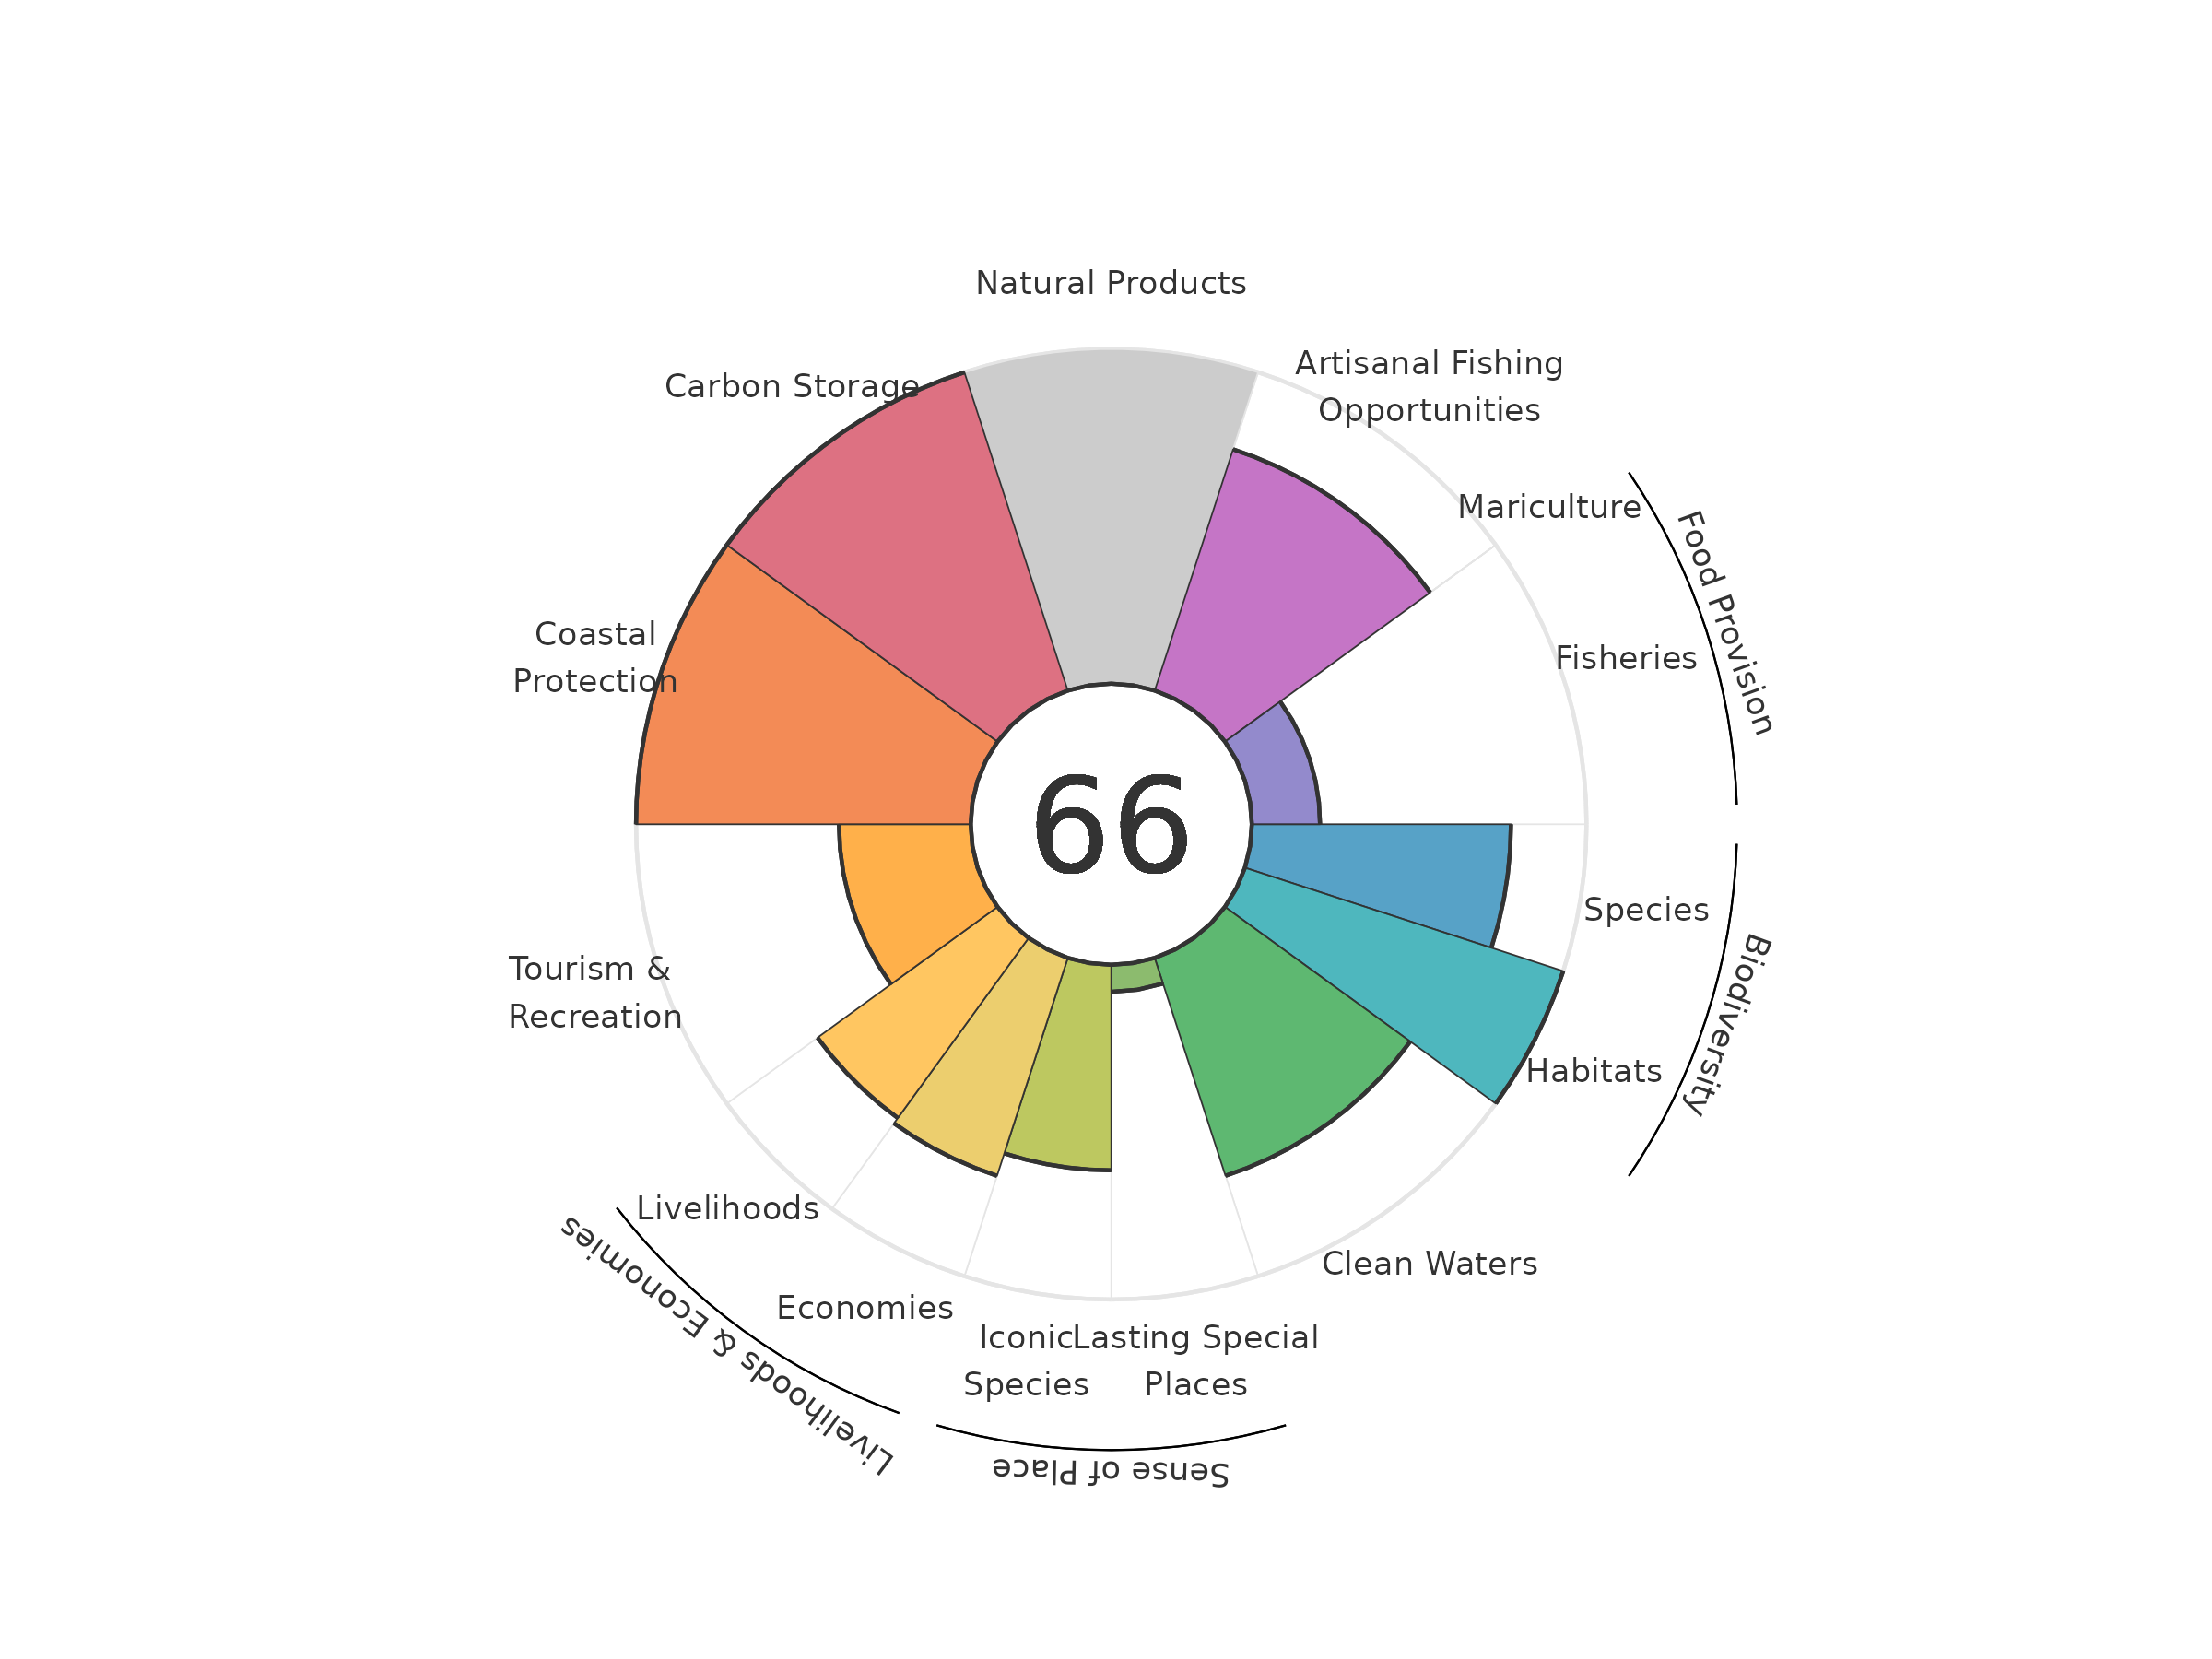 Natural Products
Artisanal Fishing
Opportunities
Carbon Storage
Mariculture
Food Provision
Coastal
Protection
Fisheries
66
Species
Biodiversity
Tourism &
Recreation
Habitats
Livelihoods
Clean Waters
Livelihoods & Economies
Economies
Iconic
Species
Lasting Special
Places
Sense of Place